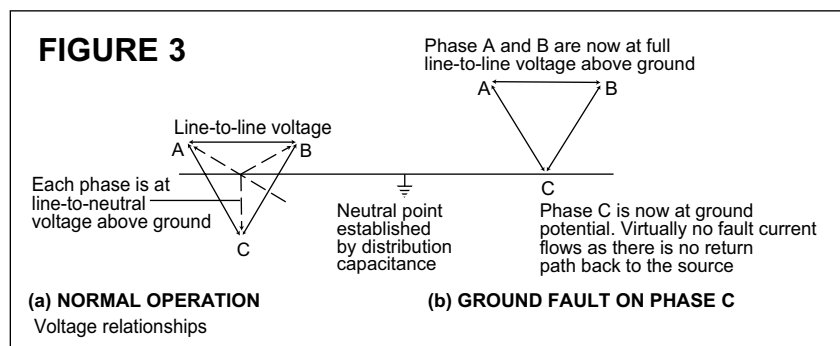 FIGURE 3
Line-to-line voltage
A
B
Each phase is at
line-to-neutral
voltage above ground
C
(a) NORMAL OPERATION
Voltage relationships
Neutral point
established
by distribution
capacitance
Phase A and B are now at full
line-to-line voltage above ground
A
B
C
Phase C is now at ground
potential. Virtually no fault current
flows as there is no return
path back to the source
(b) GROUND FAULT ON PHASE C